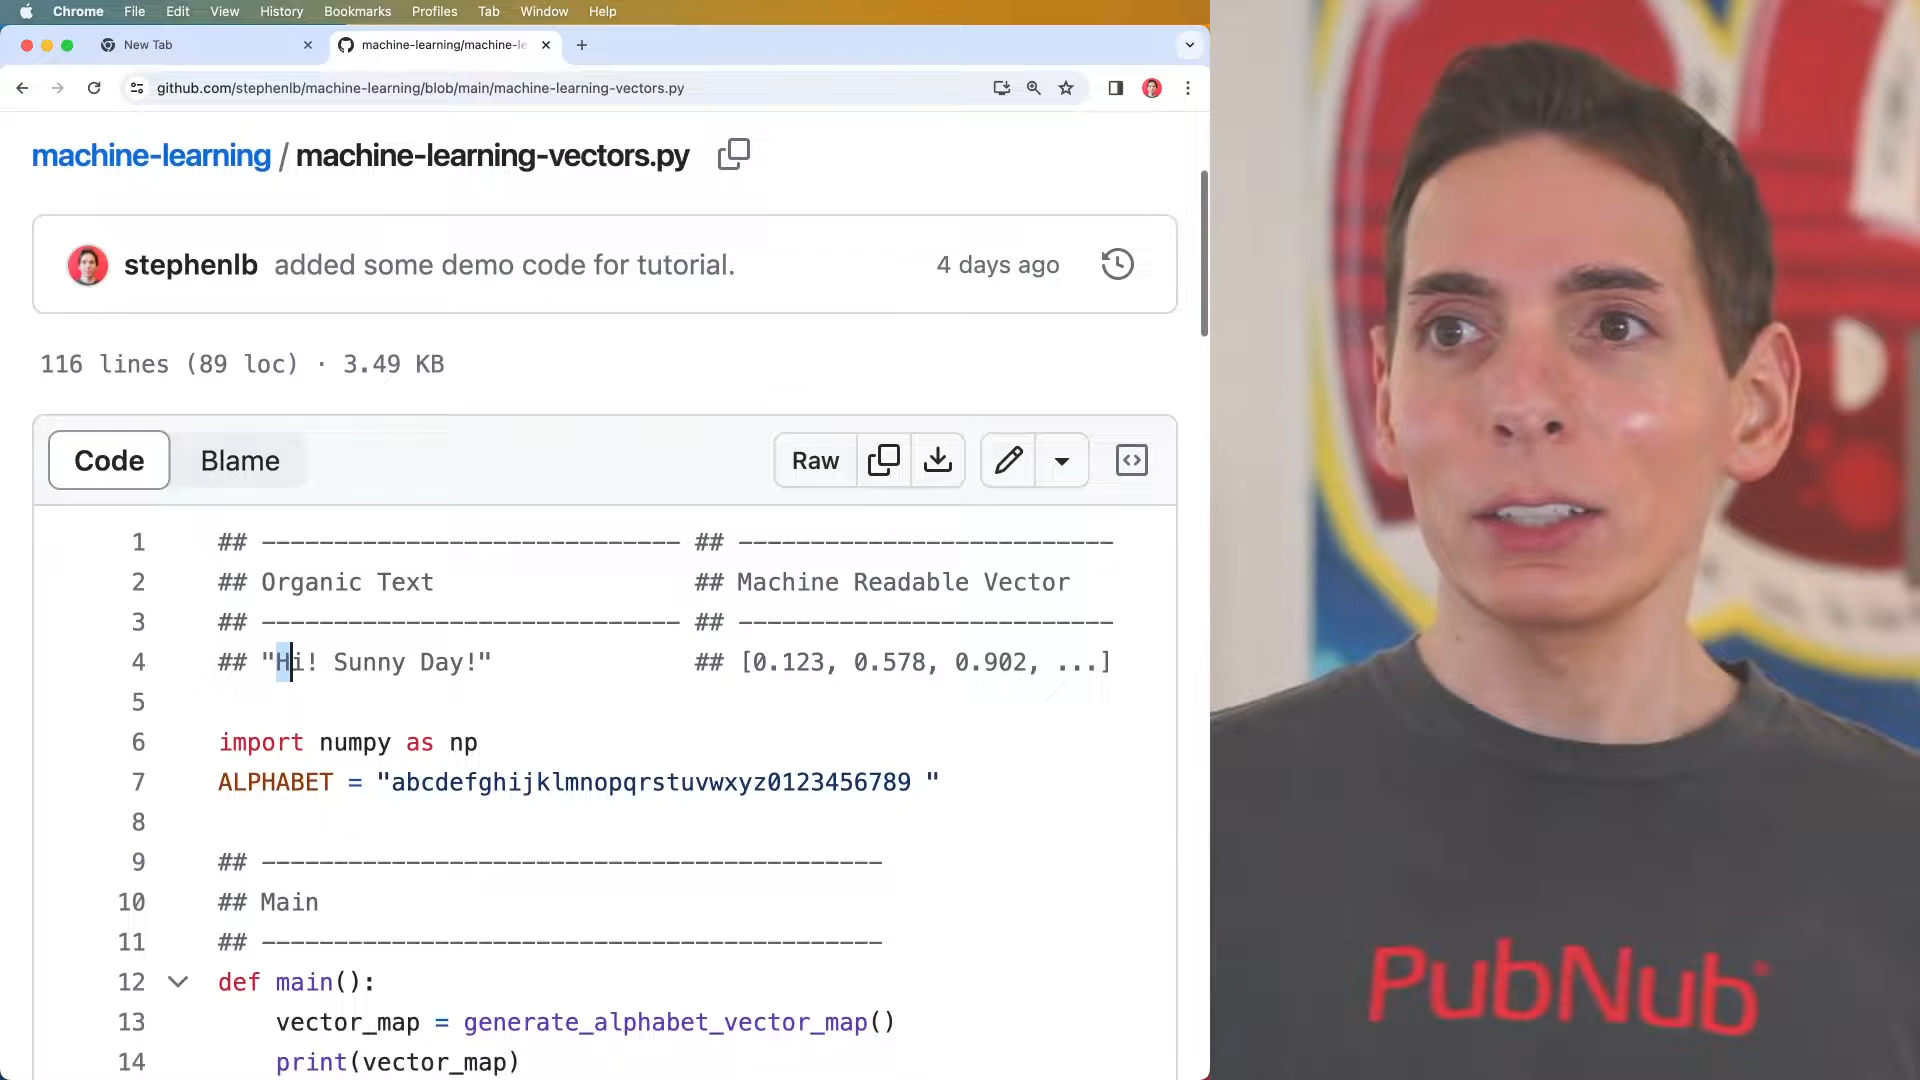 Chrome File Edit View History Bookmarks Profiles Tab Window Help
New Tab
machine-learning/machine-le
github.com/stephenlb/machine-learning/blob/main/machine-learning-vectors.py
machine-learning / machine-learning-vectors.py
stephenlb added some demo code for tutorial. 4 days ago
116 lines (89 loc) · 3.49 KB
Code Blame Raw
1 ## ----------------------------- ## --------------------------
2 ## Organic Text ## Machine Readable Vector
3 ## ----------------------------- ## --------------------------
4 ## "Hi! Sunny Day!" ## [0.123, 0.578, 0.902, ...]
5
6 import numpy as np
7 ALPHABET = "abcdefghijklmnopqrstuvwxyz0123456789 "
8
9 ## -------------------------------------------
10 ## Main
11 ## -------------------------------------------
12 def main():
13 vector_map = generate_alphabet_vector_map()
14 print(vector_map)
PubNub